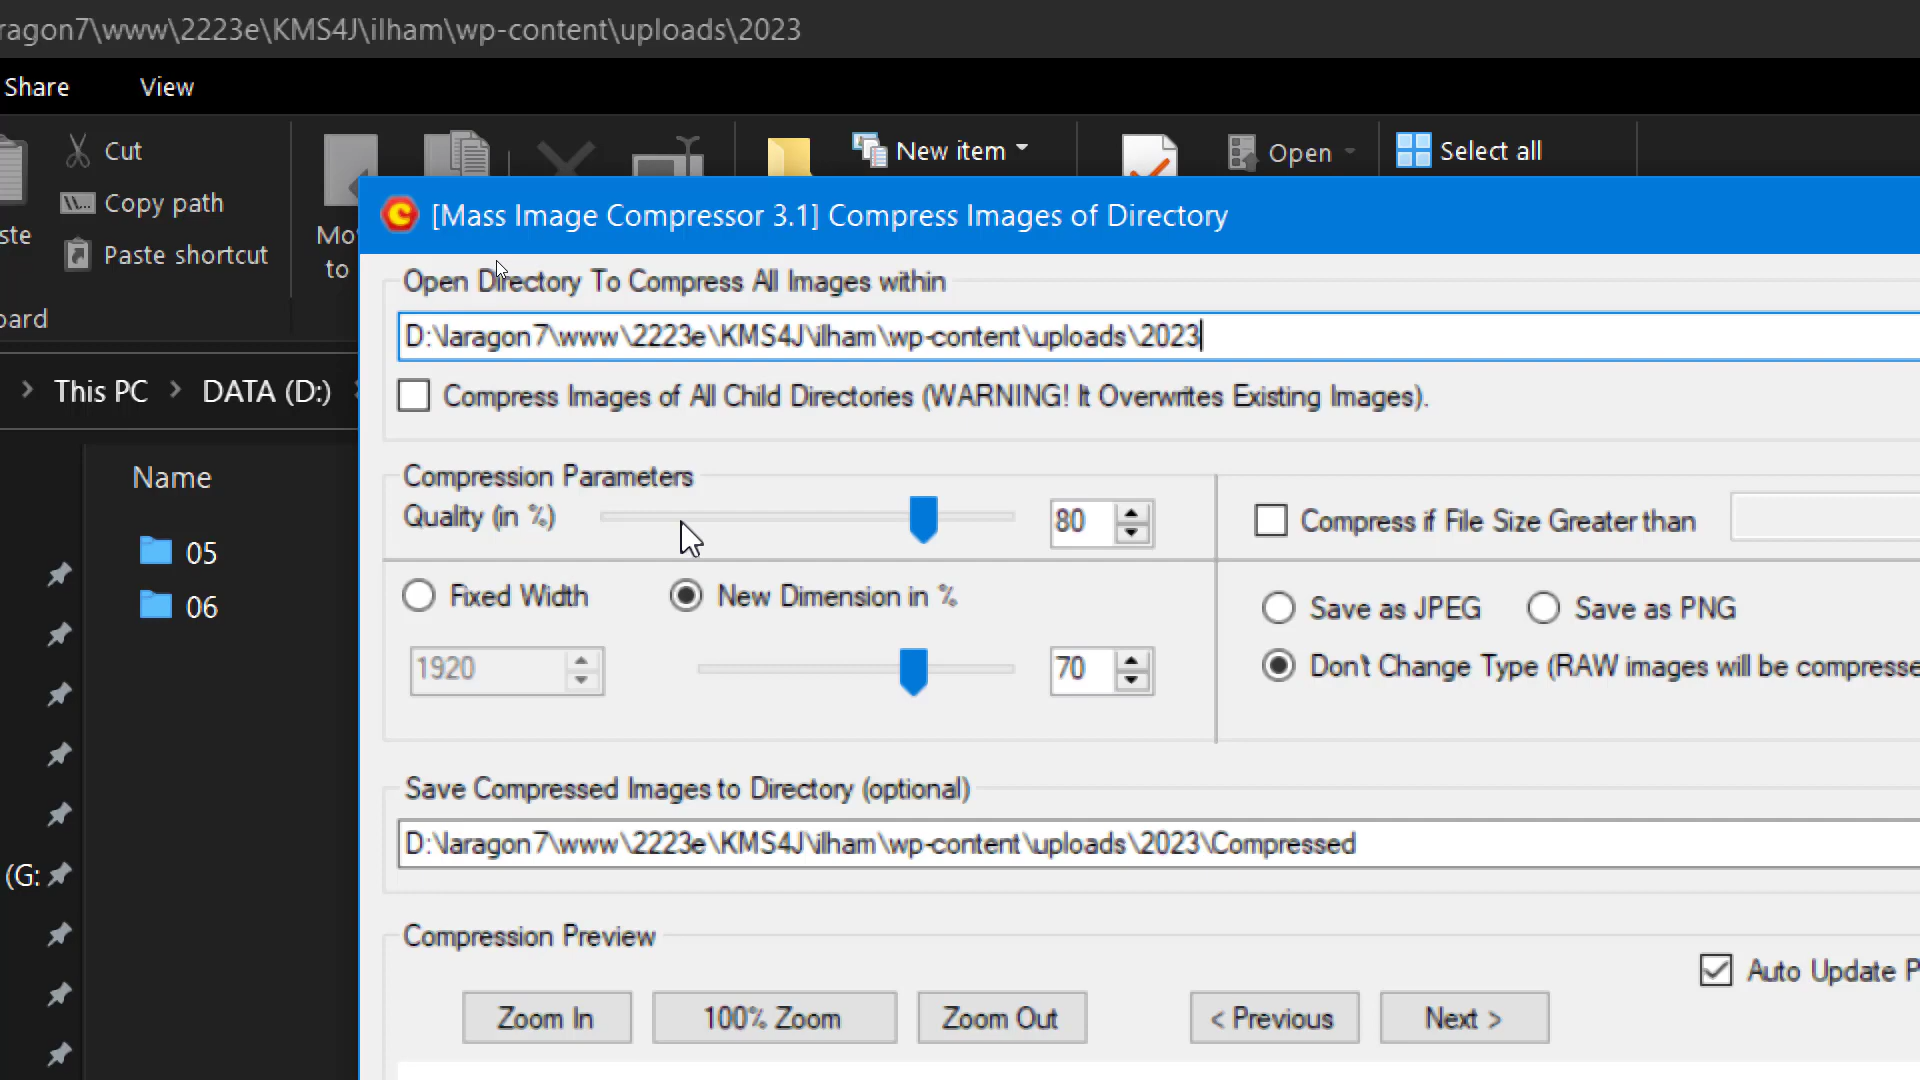 ragon7\www\2223e\KMS4J\ilham\wp-content\uploads\2023
Share View
Cut
New item
Open
Select all
Copy path
ste
Paste shortcut
to
[Mass Image Compressor 3.1] Compress Images of Directory
Open Directory To Compress All Images within
D:\laragon7\www\2223e\KMS4J\ilham\wp-content\uploads\2023
This PC > DATA (D:)
Compress Images of All Child Directories (WARNING! It Overwrites Existing Images).
Name
05
06
(G:
Compression Parameters
Quality (in %)
80
Compress if File Size Greater than
Fixed Width
New Dimension in %
1920
70
Save as JPEG
Save as PNG
Don't Change Type (RAW images will be compresse
Save Compressed Images to Directory (optional)
D:\laragon7\www\2223e\KMS4J\ilham\wp-content\uploads\2023\Compressed
Compression Preview
Auto Update P
Zoom In
100% Zoom
Zoom Out
< Previous
Next >